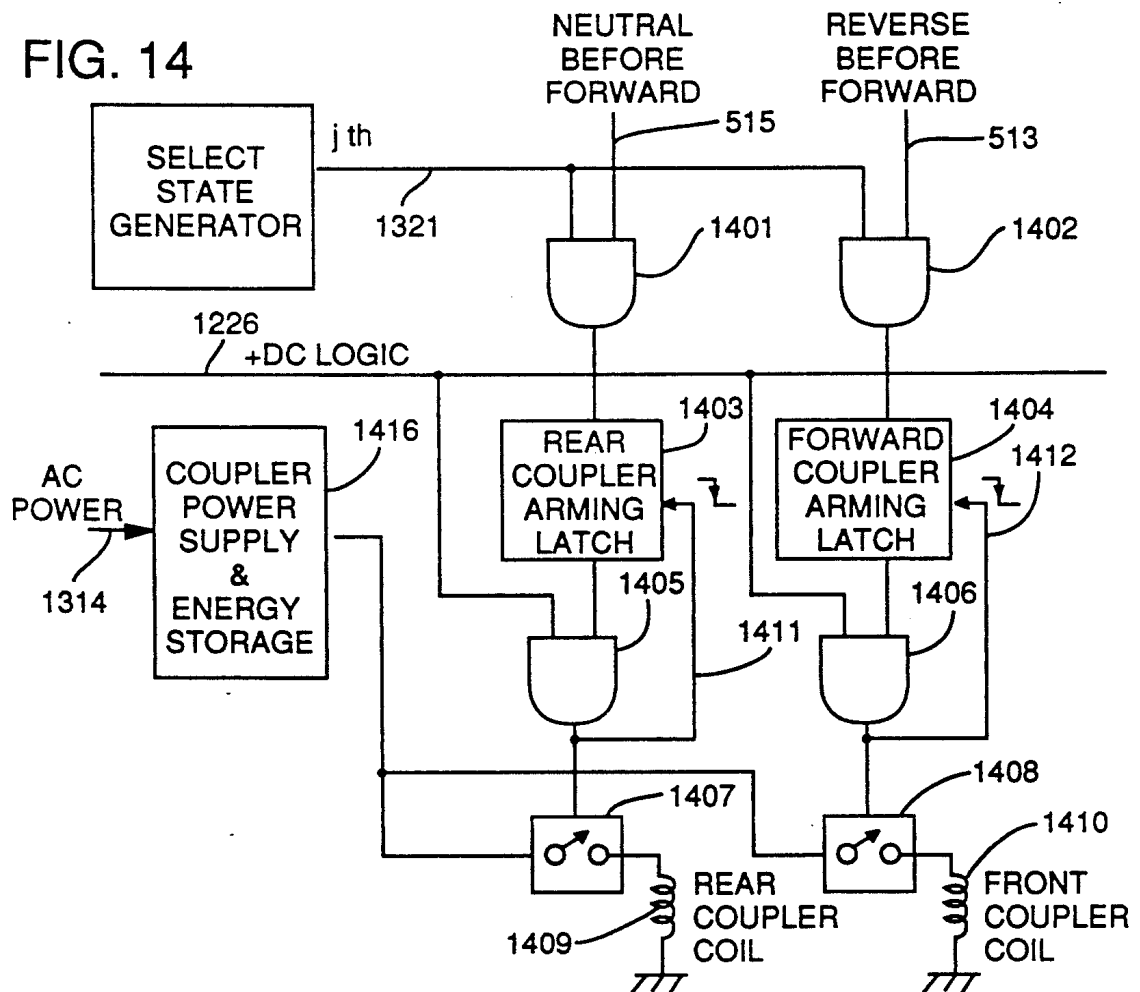 FIG. 14
NEUTRAL
BEFORE
FORWARD
REVERSE
BEFORE
FORWARD
515
513
SELECT
STATE
GENERATOR
j th
1321
1401
1402
1226
+DC LOGIC
1403
1404
1412
1416
REAR
COUPLER
ARMING
LATCH
FORWARD
COUPLER
ARMING
LATCH
AC
POWER
1314
COUPLER
POWER
SUPPLY
&
ENERGY
STORAGE
1405
1406
1411
1407
1408
1410
1409
REAR
COUPLER
COIL
FRONT
COUPLER
COIL